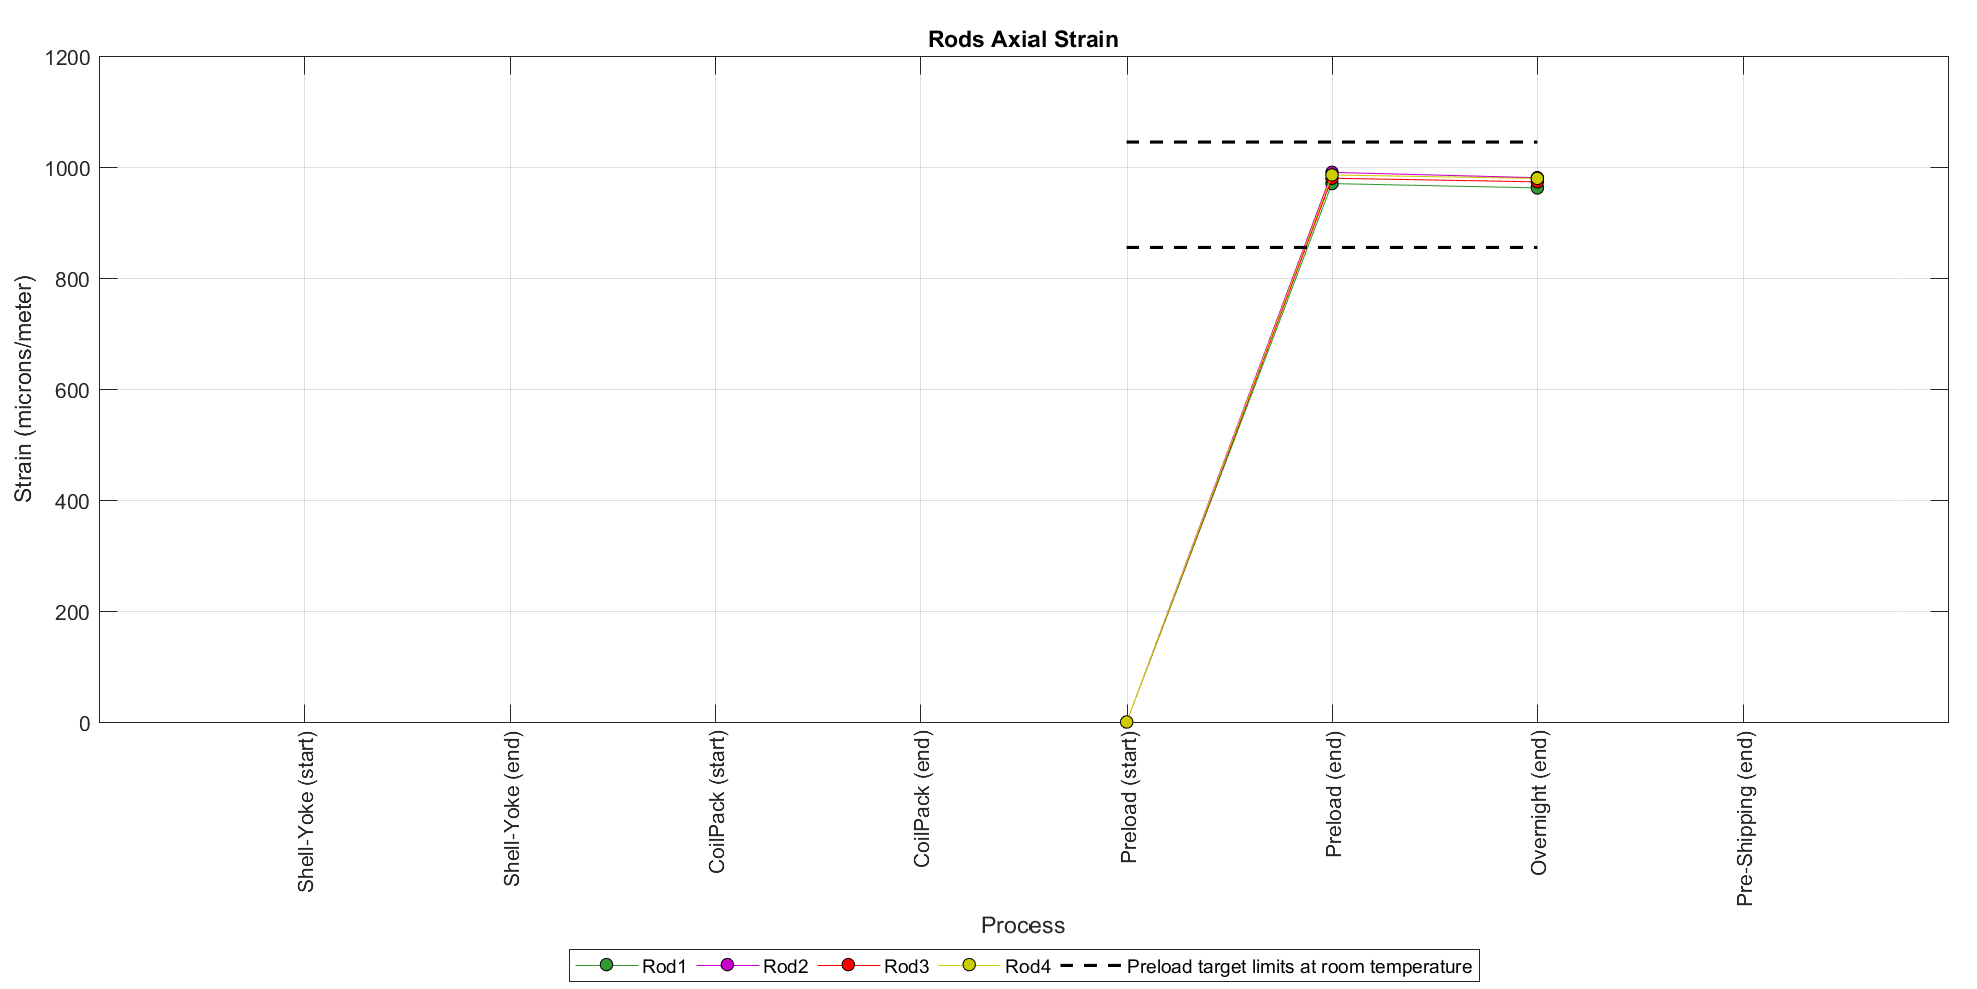 Rods Axial Strain
1200
1000
800
600
400
200
0
Strain (microns/meter)
Shell-Yoke (start)
Shell-Yoke (end)
CoilPack (start)
CoilPack (end)
Preload (start)
Preload (end)
Overnight (end)
Pre-Shipping (end)
Process
Rod1 Rod2 Rod3 Rod4 Preload target limits at room temperature